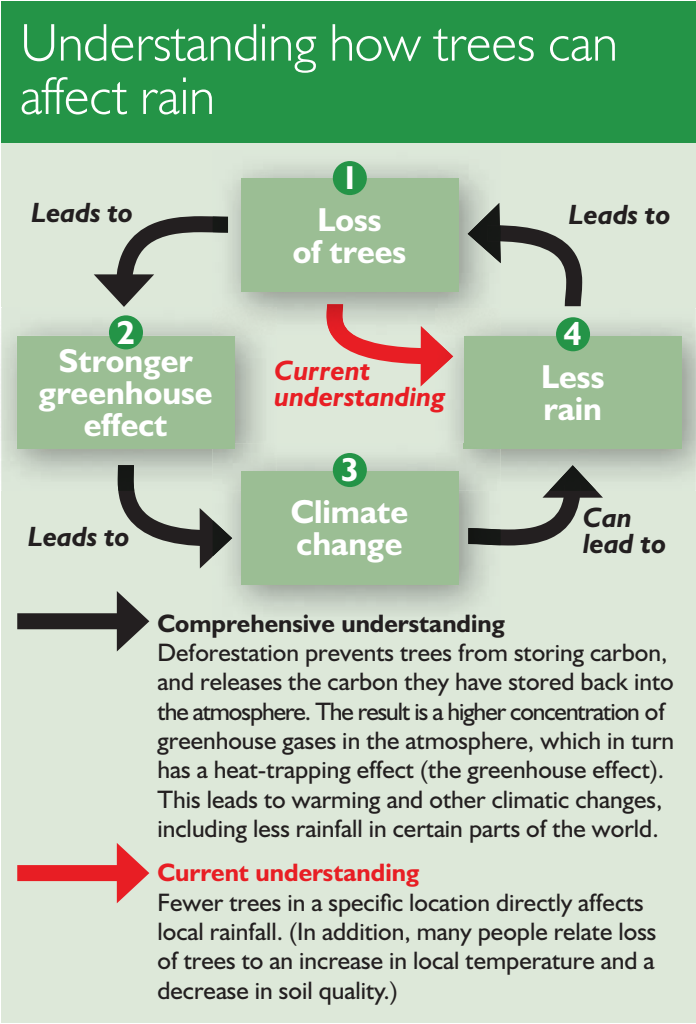 Understanding how trees can
affect rain
1
Loss
of trees
Leads to
Leads to
2
Stronger
greenhouse
effect
Current
understanding
4
Less
rain
3
Climate
change
Leads to
Can
lead to
Comprehensive understanding
Deforestation prevents trees from storing carbon,
and releases the carbon they have stored back into
the atmosphere. The result is a higher concentration of
greenhouse gases in the atmosphere, which in turn
has a heat-trapping effect (the greenhouse effect).
This leads to warming and other climatic changes,
including less rainfall in certain parts of the world.
Current understanding
Fewer trees in a specific location directly affects
local rainfall. (In addition, many people relate loss
of trees to an increase in local temperature and a
decrease in soil quality.)